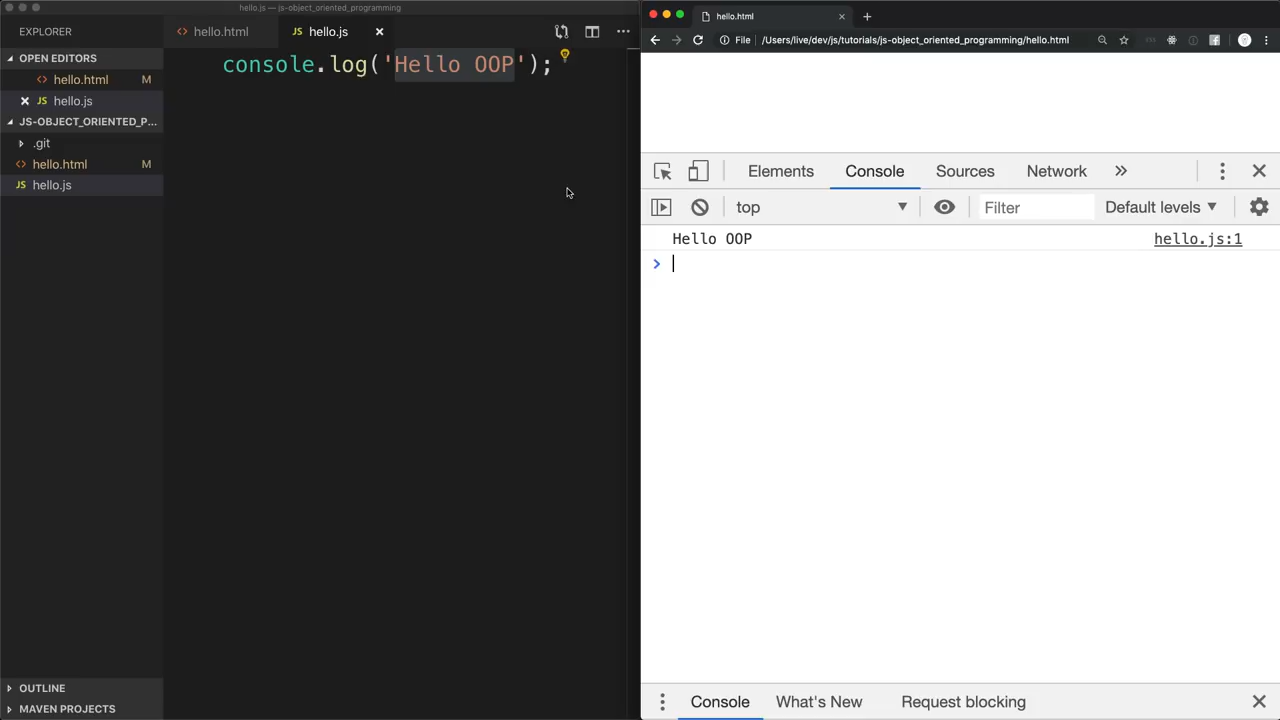 hello.js — js-object_oriented_programming
EXPLORER
OPEN EDITORS
hello.html M
JS hello.js
JS-OBJECT_ORIENTED_P...
.git
hello.html M
JS hello.js
OUTLINE
MAVEN PROJECTS
hello.html
JS hello.js
console.log('Hello OOP');
hello.html
File /Users/live/dev/js/tutorials/js-object_oriented_programming/hello.html
Elements Console Sources Network
top Filter Default levels
Hello OOP hello.js:1
Console What's New Request blocking